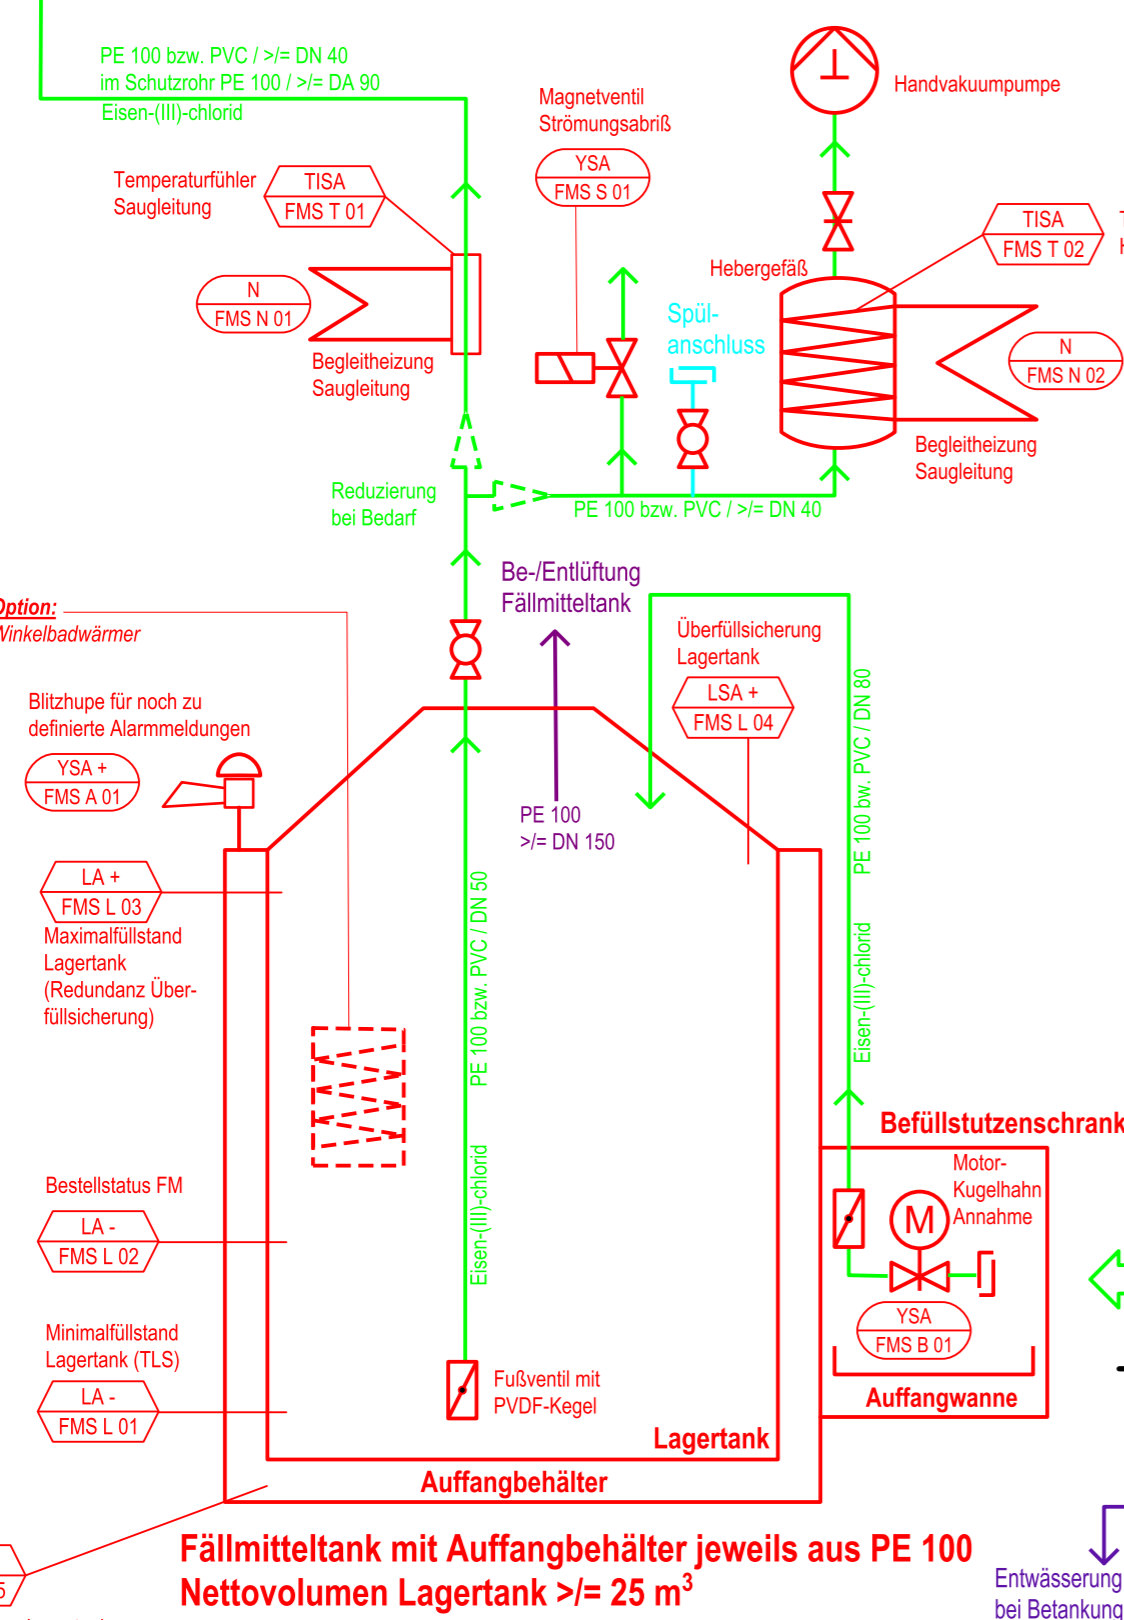 PE 100 bzw. PVC / >/= DN 40
im Schutzrohr PE 100 / >/= DA 90
Eisen-(III)-chlorid
Handvakuumpumpe
Magnetventil
Strömungsabriß
YSA
FMS S 01
Temperaturfühler
Saugleitung
TISA
FMS T 01
TISA
FMS T 02
Hebergefäß
N
FMS N 01
Begleitheizung
Saugleitung
Spül-
anschluss
N
FMS N 02
Begleitheizung
Saugleitung
Reduzierung
bei Bedarf
PE 100 bzw. PVC / >/= DN 40
Be-/Entlüftung
Fällmitteltank
Option:
Winkelbadwärmer
Überfüllsicherung
Lagertank
LSA +
FMS L 04
Blitzhupe für noch zu
definierte Alarmmeldungen
YSA +
FMS A 01
PE 100
>/= DN 150
PE 100 bw. PVC / DN 80
Eisen-(III)-chlorid
LA +
FMS L 03
Maximalfüllstand
Lagertank
(Redundanz Über-
füllsicherung)
PE 100 bzw. PVC / DN 50
Eisen-(III)-chlorid
Befüllstutzenschrank
Motor-
Kugelhahn
Annahme
M
YSA
FMS B 01
Auffangwanne
Bestellstatus FM
LA -
FMS L 02
Minimalfüllstand
Lagertank (TLS)
LA -
FMS L 01
Fußventil mit
PVDF-Kegel
Lagertank
Auffangbehälter
Fällmitteltank mit Auffangbehälter jeweils aus PE 100
Nettovolumen Lagertank >/= 25 m³
5
Entwässerung
bei Betankung